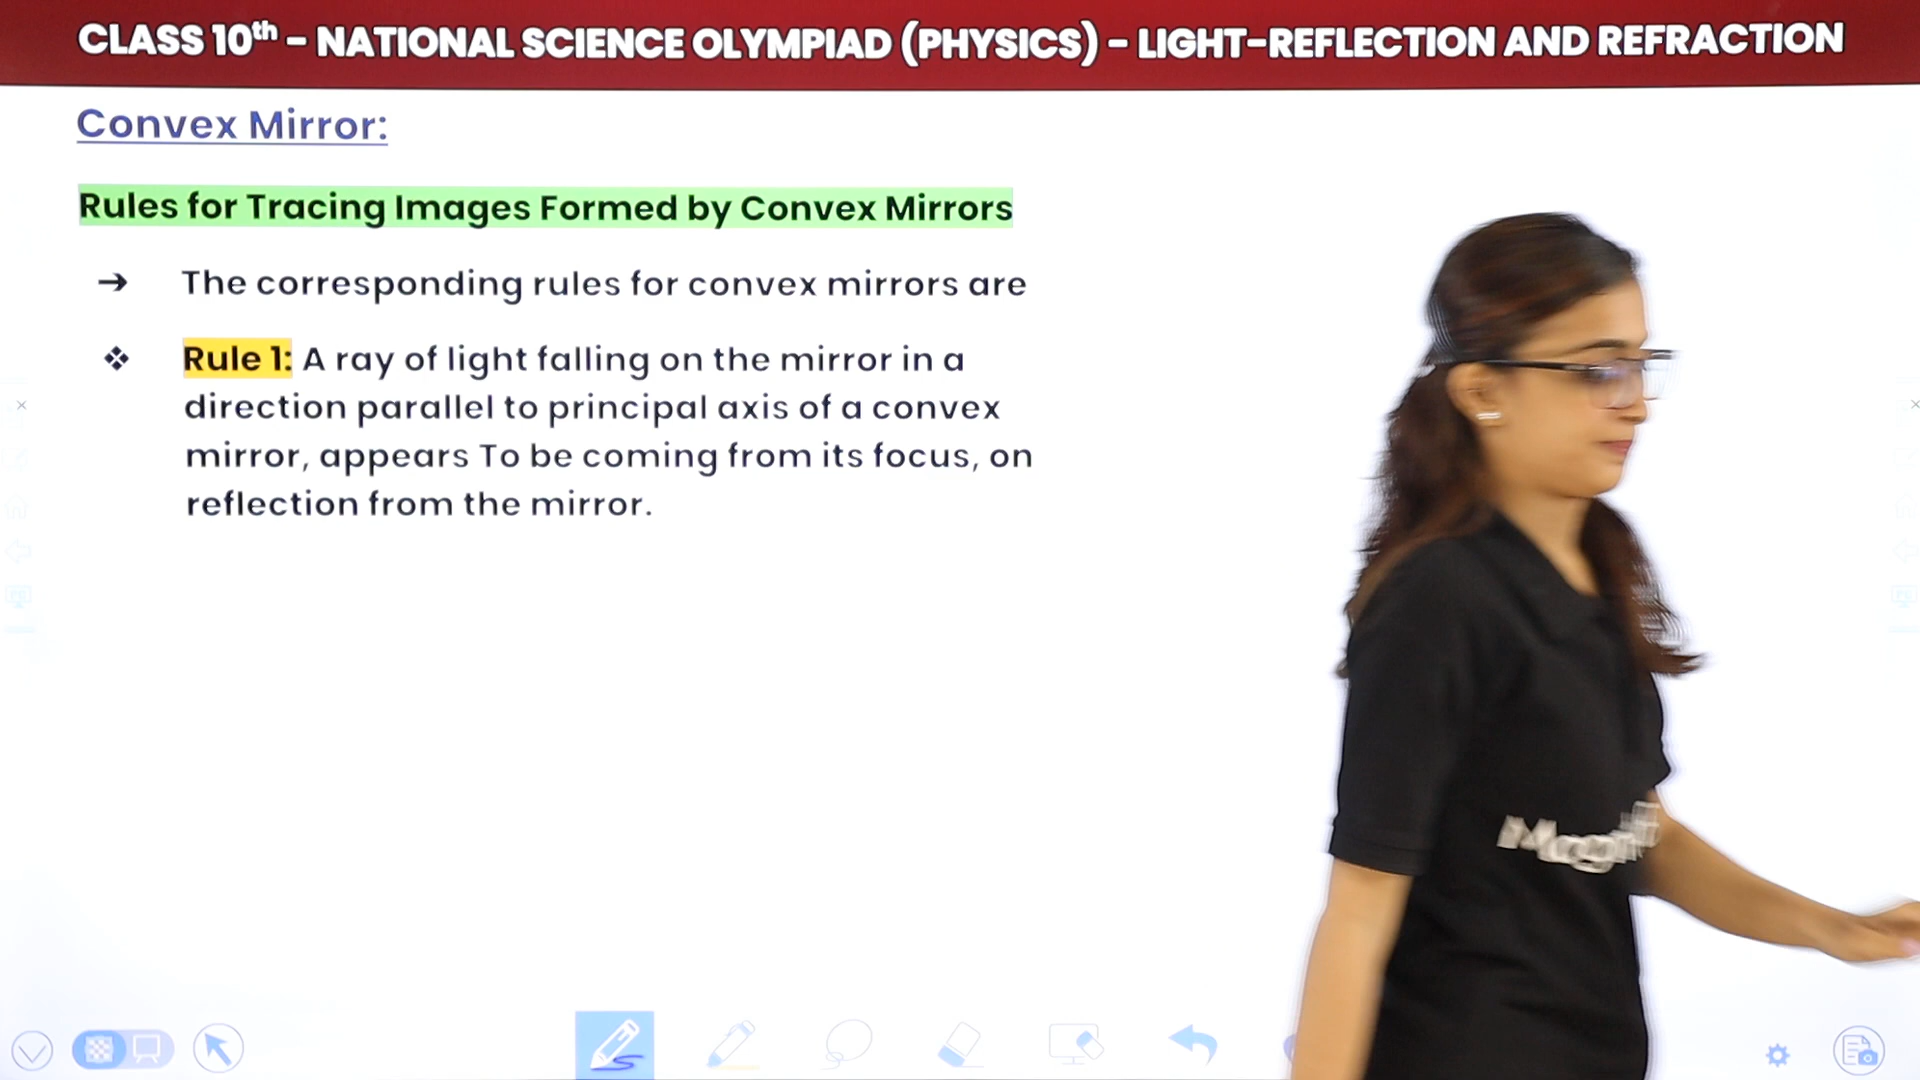 CLASS 10th - NATIONAL SCIENCE OLYMPIAD (PHYSICS) - LIGHT-REFLECTION AND REFRACTION
Convex Mirror:
Rules for Tracing Images Formed by Convex Mirrors
→ The corresponding rules for convex mirrors are
❖ Rule 1: A ray of light falling on the mirror in a
direction parallel to principal axis of a convex
mirror, appears To be coming from its focus, on
reflection from the mirror.